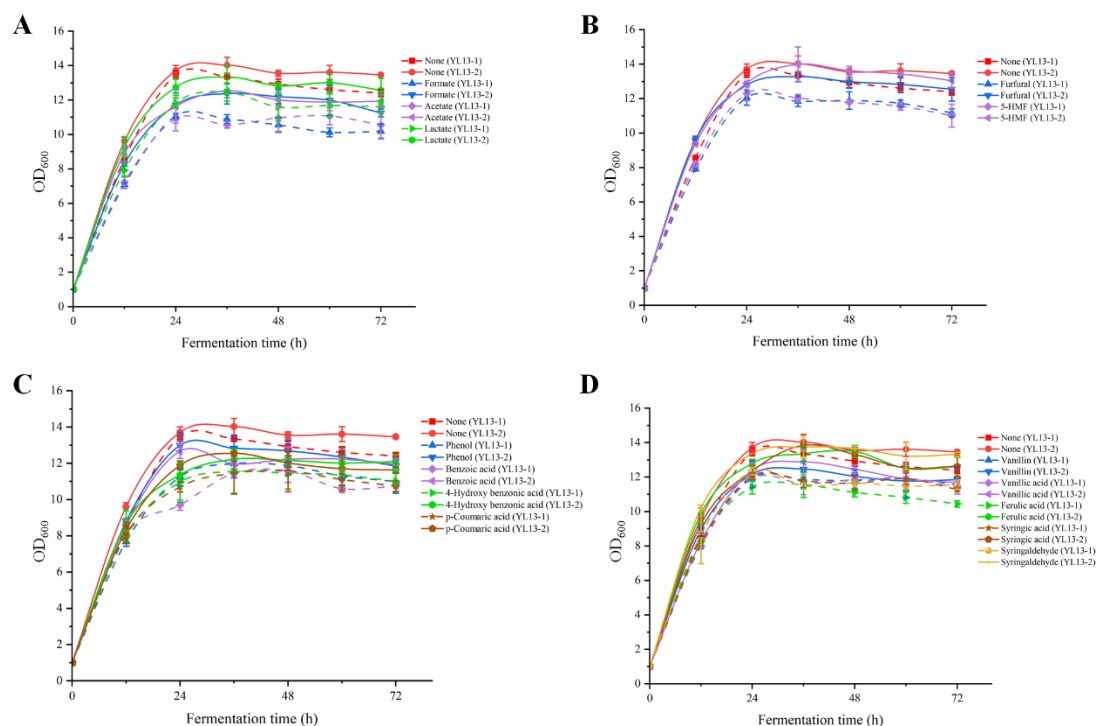 A
16
14
12
10
8
6
4
2
0
OD600
0
24
48
72
Fermentation time (h)
None (YL13-1)
None (YL13-2)
Formate (YL13-1)
Formate (YL13-2)
Acetate (YL13-1)
Acetate (YL13-2)
Lactate (YL13-1)
Lactate (YL13-2)
B
16
14
12
10
8
6
4
2
0
OD600
0
24
48
72
Fermentation time (h)
None (YL13-1)
None (YL13-2)
Furfural (YL13-1)
Furfural (YL13-2)
5-HMF (YL13-1)
5-HMF (YL13-2)
C
16
14
12
10
8
6
4
2
0
OD600
0
24
48
72
Fermentation time (h)
None (YL13-1)
None (YL13-2)
Phenol (YL13-1)
Phenol (YL13-2)
Benzoic acid (YL13-1)
Benzoic acid (YL13-2)
4-Hydroxy benzonic acid (YL13-1)
4-Hydroxy benzonic acid (YL13-2)
p-Coumaric acid (YL13-1)
p-Coumaric acid (YL13-2)
D
16
14
12
10
8
6
4
2
0
OD600
0
24
48
72
Fermentation time (h)
None (YL13-1)
None (YL13-2)
Vanillin (YL13-1)
Vanillin (YL13-2)
Vanillic acid (YL13-1)
Vanillic acid (YL13-2)
Ferulic acid (YL13-1)
Ferulic acid (YL13-2)
Syringic acid (YL13-1)
Syringic acid (YL13-2)
Syringaldehyde (YL13-1)
Syringaldehyde (YL13-2)